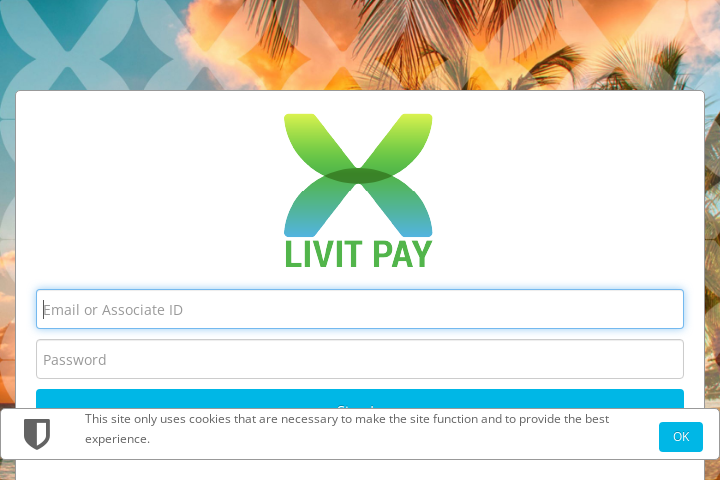 LIVIT PAY
Email or Associate ID
Password
This site only uses cookies that are necessary to make the site function and to provide the best
experience.
OK